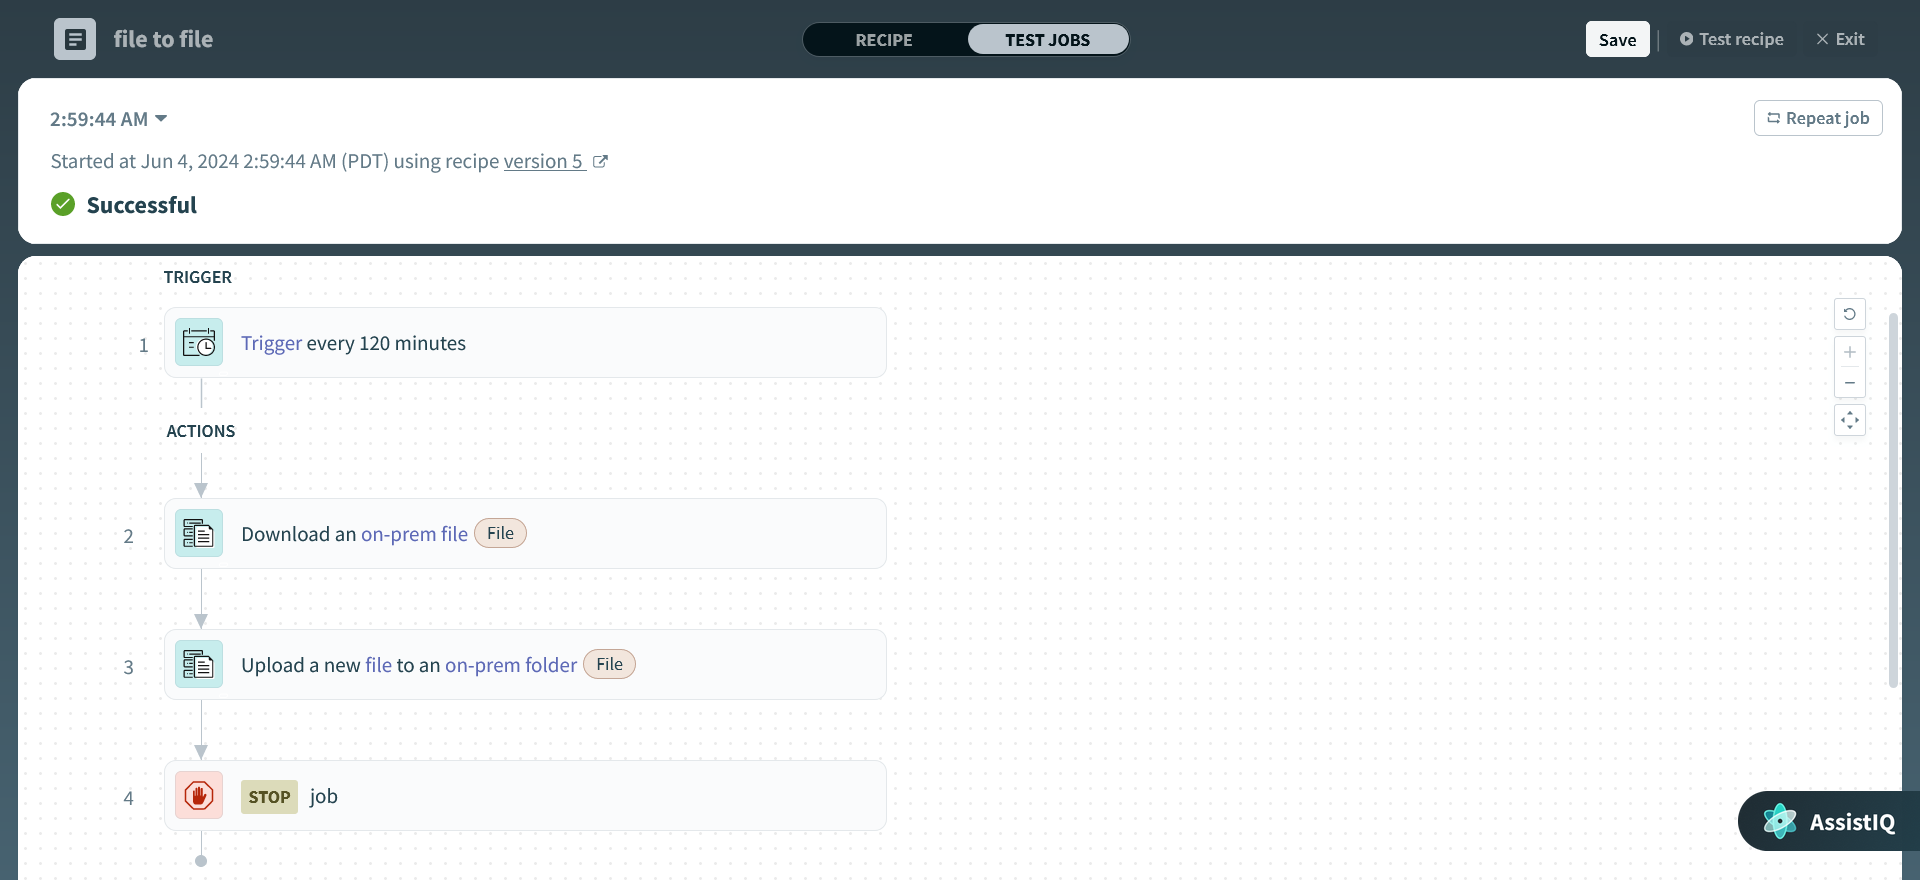 file to file
RECIPE
TEST JOBS
Save
Test recipe
Exit
2:59:44 AM
Repeat job
Started at Jun 4, 2024 2:59:44 AM (PDT) using recipe version 5
Successful
TRIGGER
1
Trigger every 120 minutes
ACTIONS
2
Download an on-prem file File
3
Upload a new file to an on-prem folder File
4
STOP job
AssistIQ